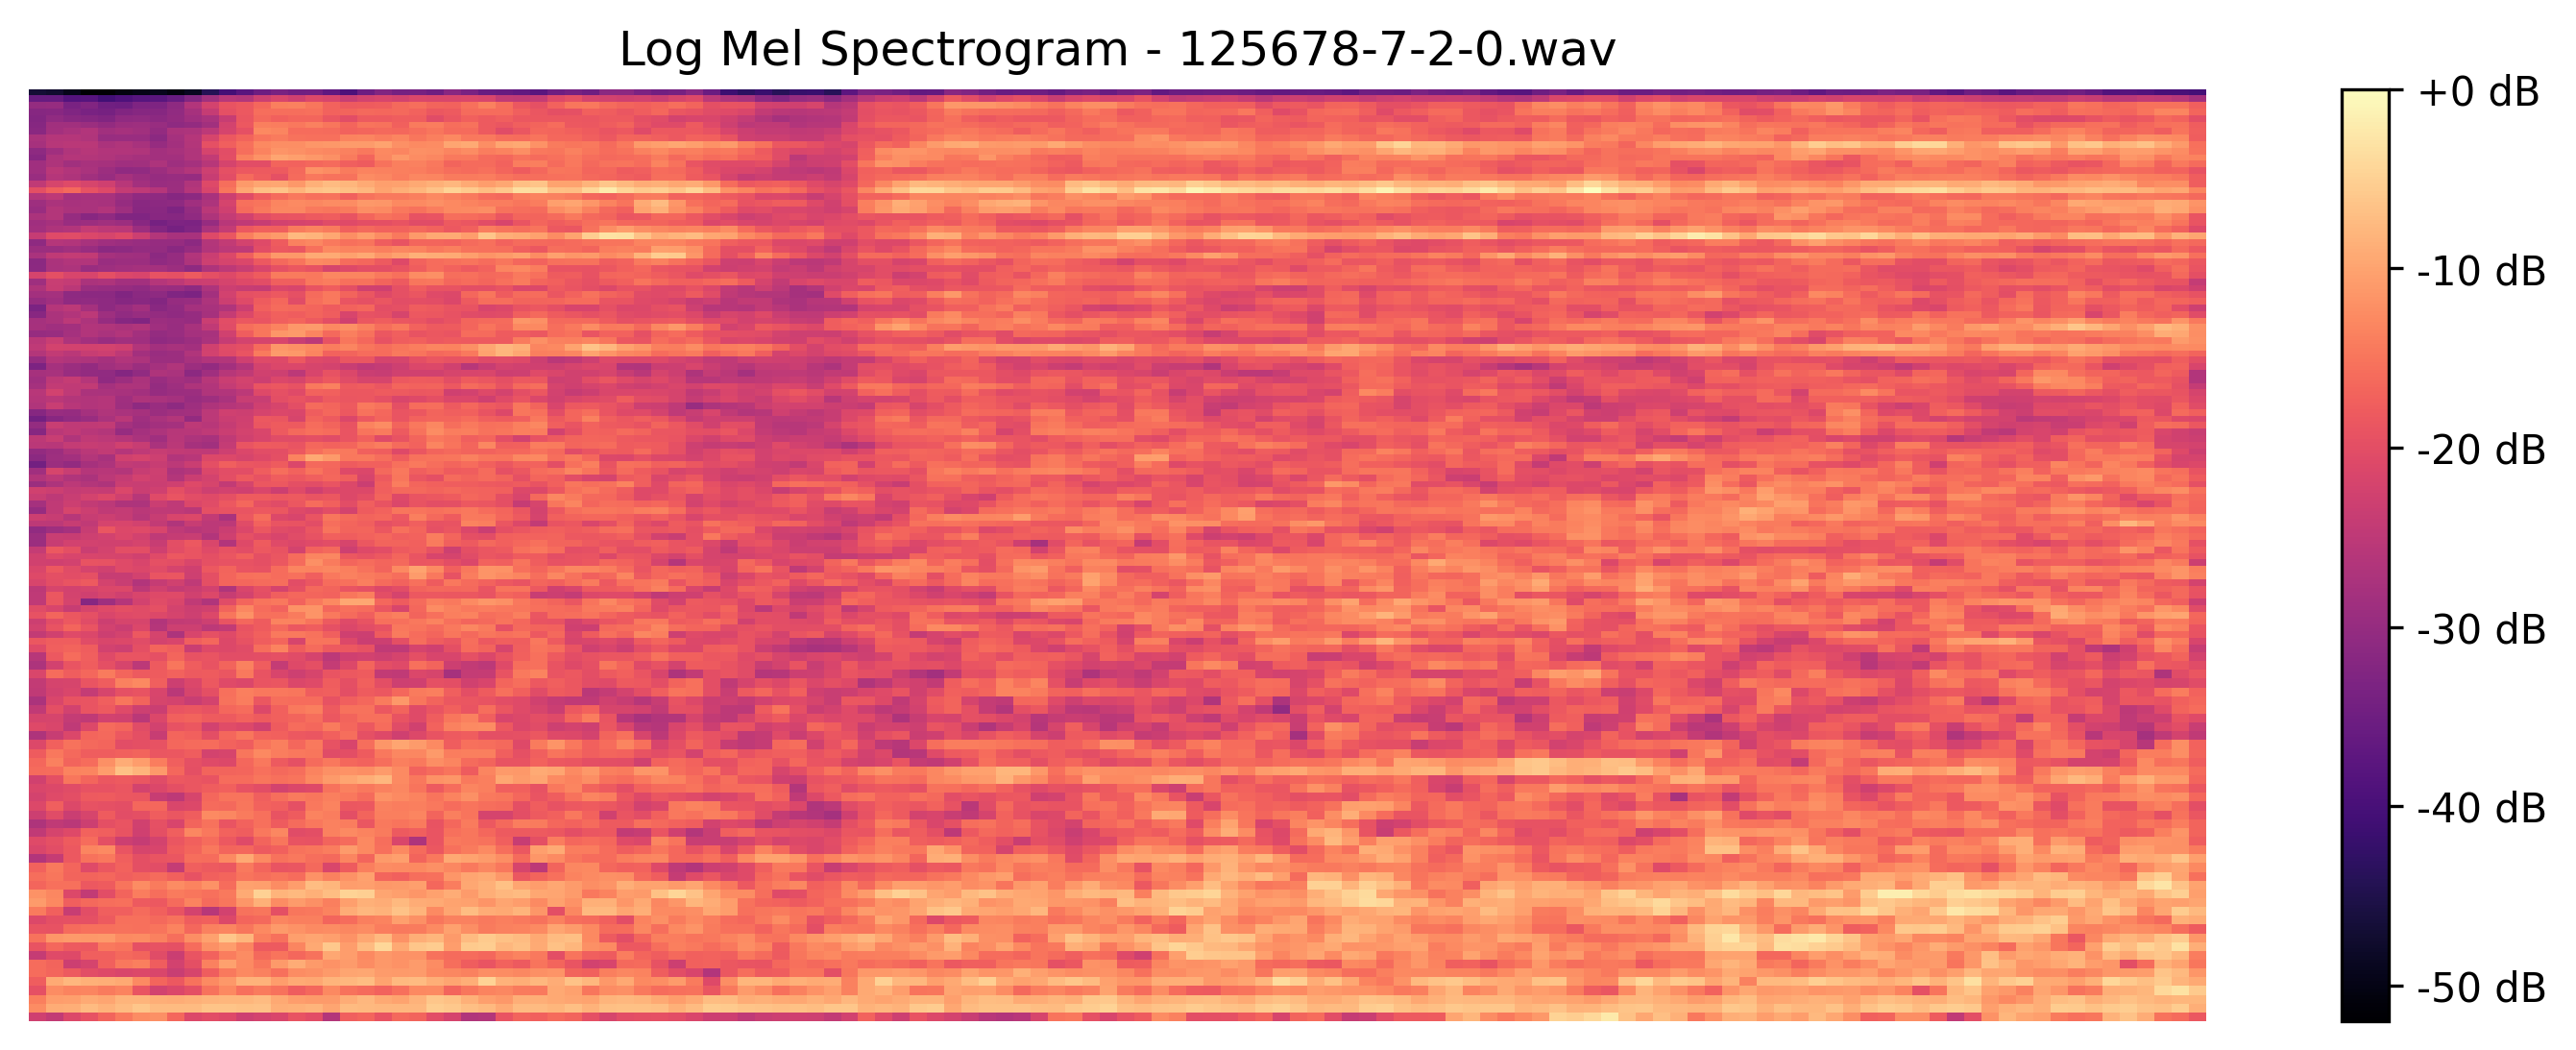 Log Mel Spectrogram - 125678-7-2-0.wav
+0 dB
-10 dB
-20 dB
-30 dB
-40 dB
-50 dB